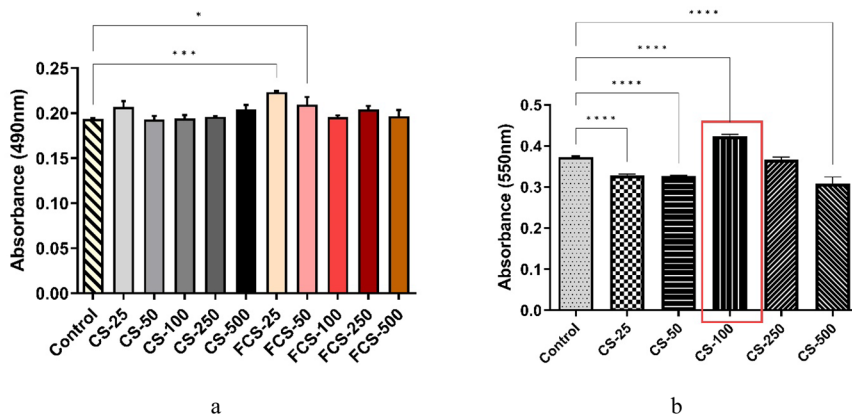 *
***
Absorbance (490nm)
0.25
0.20
0.15
0.10
0.05
0.00
Control
CS-25
CS-50
CS-100
CS-250
CS-500
FCS-25
FCS-50
FCS-100
FCS-250
FCS-500
a
****
****
****
****
Absorbance (550nm)
0.5
0.4
0.3
0.2
0.1
0.0
Control
CS-25
CS-50
CS-100
CS-250
CS-500
b